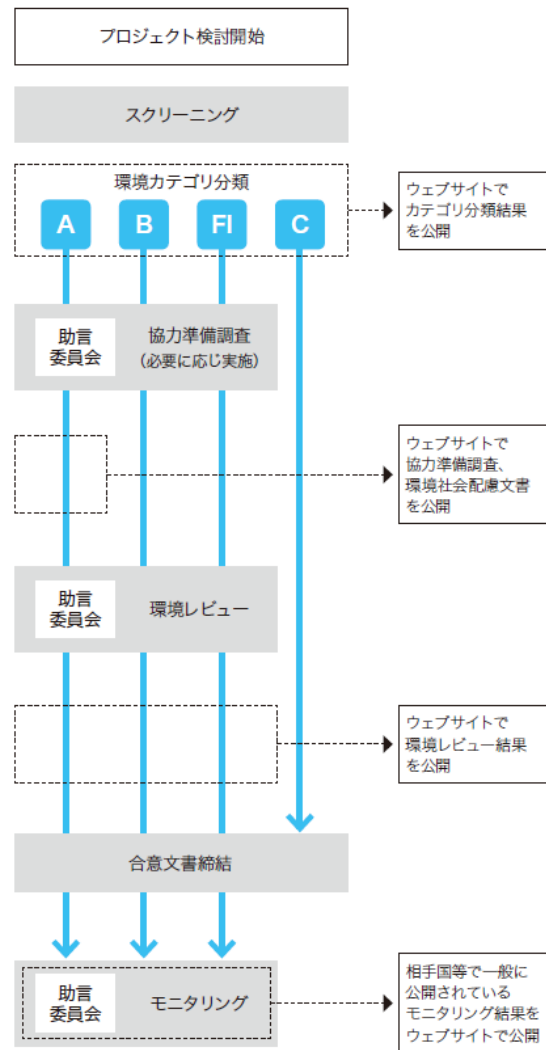 プロジェクト検討開始
スクリーニング
環境カテゴリ分類
A B FI C
ウェブサイトで
カテゴリ分類結果
を公開
助言
委員会
協力準備調査
(必要に応じ実施)
ウェブサイトで
協力準備調査、
環境社会配慮文書
を公開
助言
委員会
環境レビュー
ウェブサイトで
環境レビュー結果
を公開
合意文書締結
助言
委員会
モニタリング
相手国等で一般に
公開されている
モニタリング結果を
ウェブサイトで公開